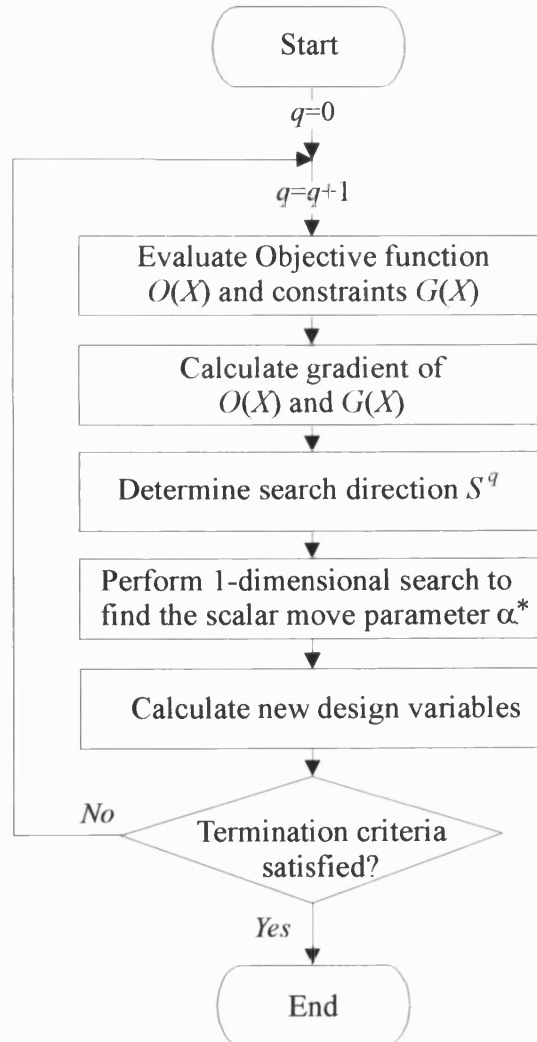 Start
q=0
q=q+1
Evaluate Objective function
O(X) and constraints G(X)
Calculate gradient of
O(X) and G(X)
Determine search direction S^q
Perform 1-dimensional search to
find the scalar move parameter α*
Calculate new design variables
No
Termination criteria
satisfied?
Yes
End